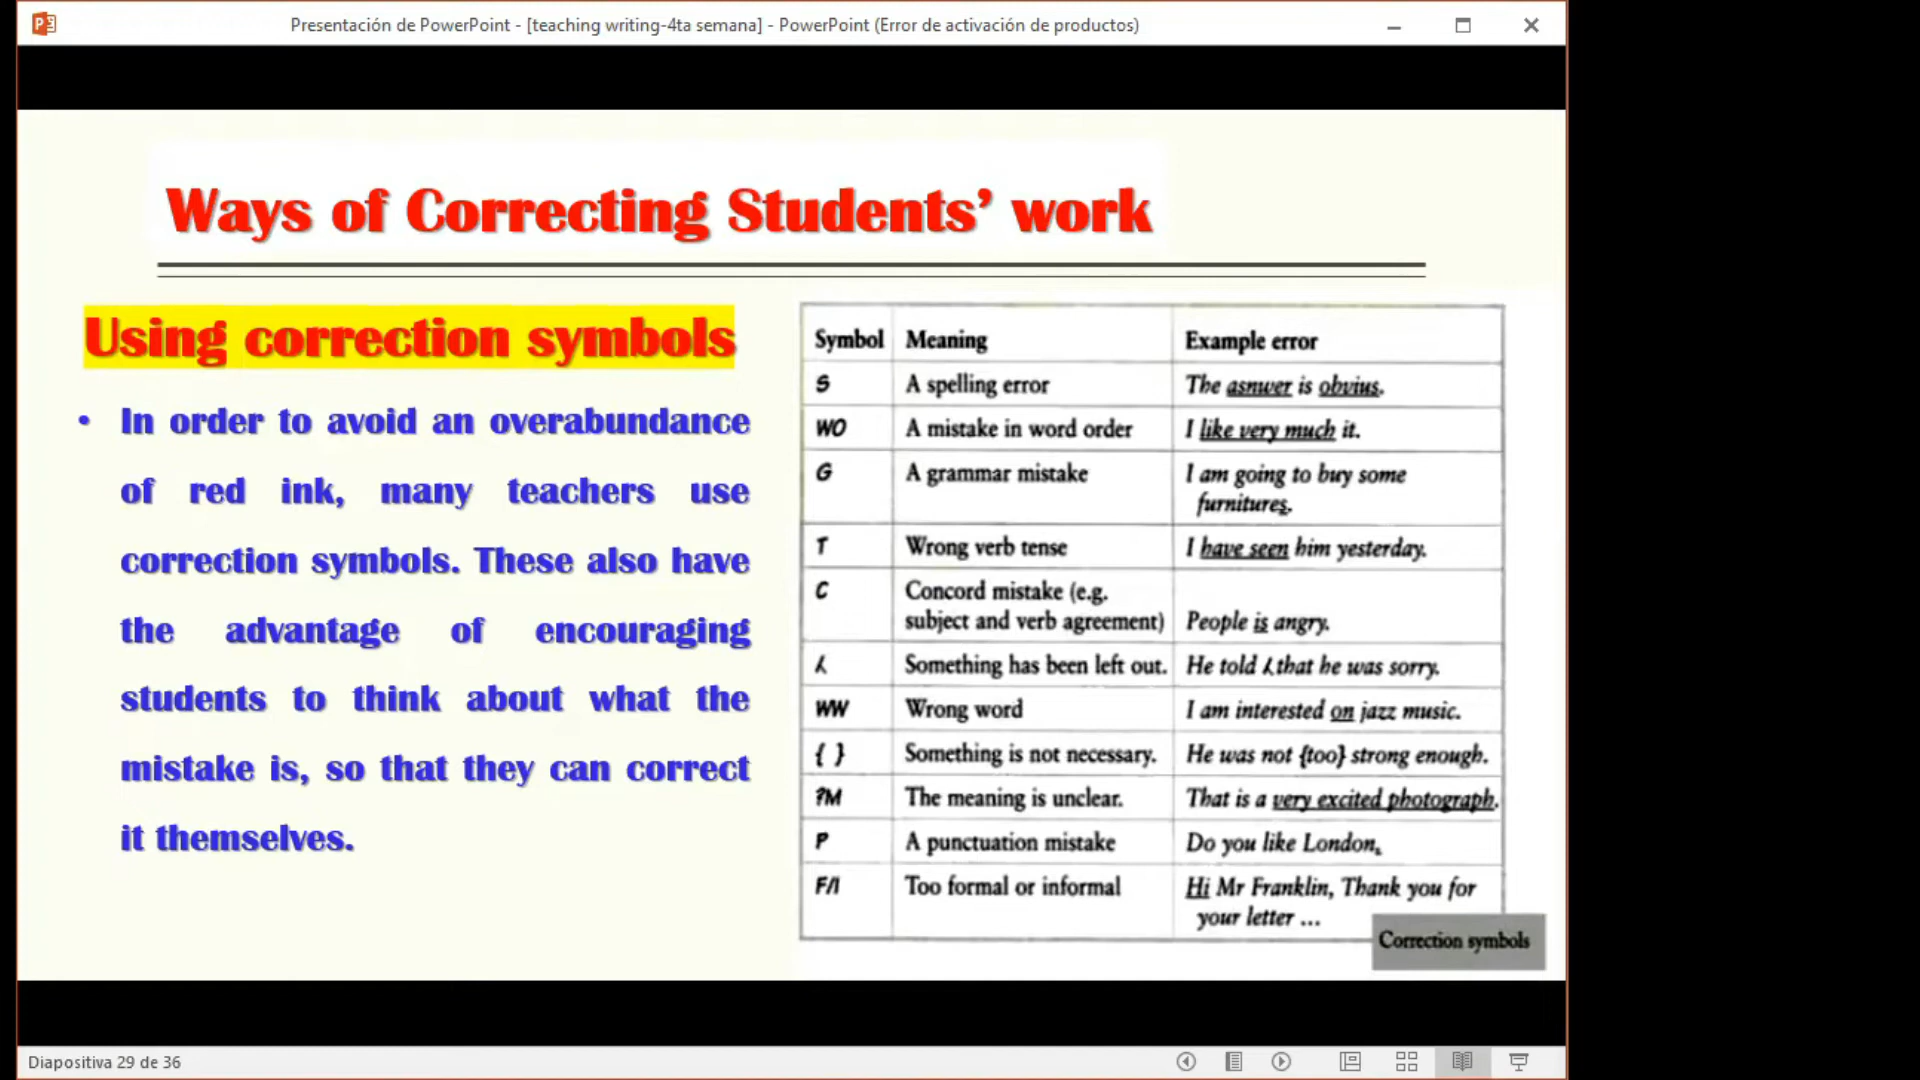 Presentación de PowerPoint - [teaching writing-4ta semana] - PowerPoint (Error de activación de productos)
Ways of Correcting Students’ work
Using correction symbols
• In order to avoid an overabundance
of red ink, many teachers use
correction symbols. These also have
the advantage of encouraging
students to think about what the
mistake is, so that they can correct
it themselves.
Symbol Meaning Example error
S A spelling error The asnwer is obvius.
WO A mistake in word order I like very much it.
G A grammar mistake I am going to buy some
furnitures.
T Wrong verb tense I have seen him yesterday.
C Concord mistake (e.g.
subject and verb agreement) People is angry.
⅄ Something has been left out. He told ⅄ that he was sorry.
WW Wrong word I am interested on jazz music.
{ } Something is not necessary. He was not {too} strong enough.
?M The meaning is unclear. That is a very excited photograph.
P A punctuation mistake Do you like London.
F/I Too formal or informal Hi Mr Franklin, Thank you for
your letter ...
Correction symbols
Diapositiva 29 de 36